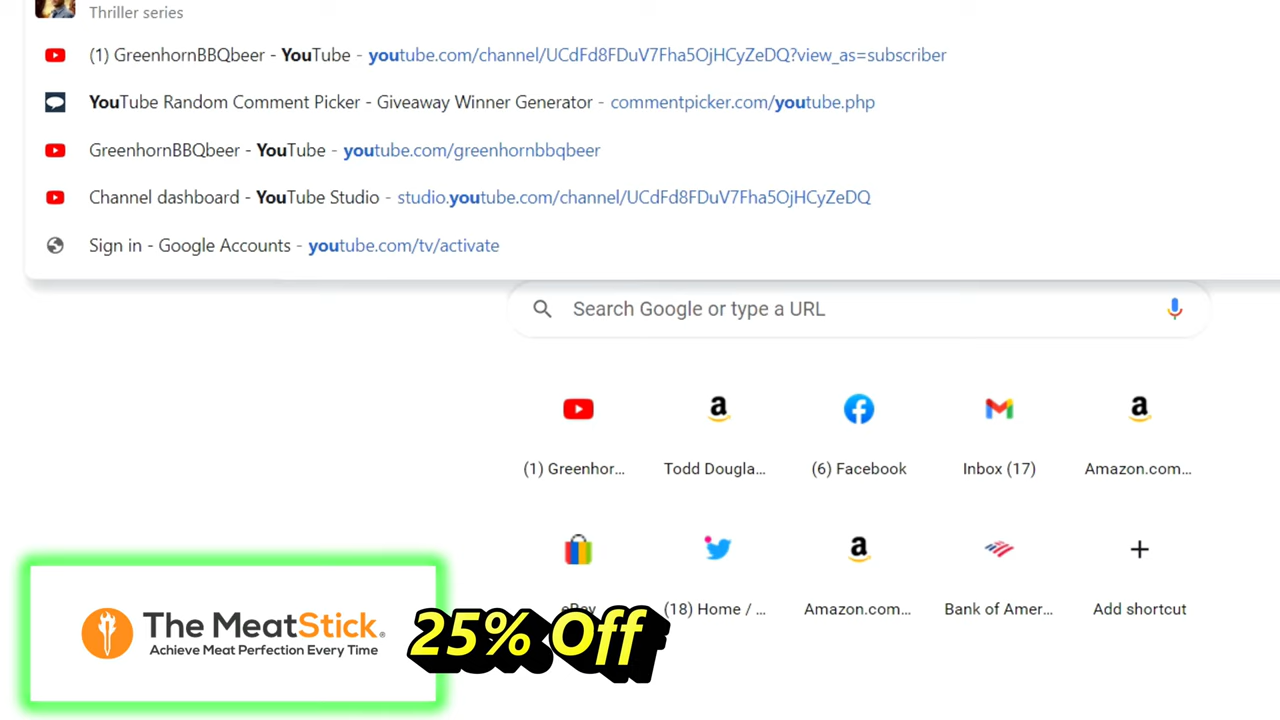 Thriller series
(1) GreenhornBBQbeer - YouTube - youtube.com/channel/UCdFd8FDuV7Fha5OjHCyZeDQ?view_as=subscriber
YouTube Random Comment Picker - Giveaway Winner Generator - commentpicker.com/youtube.php
GreenhornBBQbeer - YouTube - youtube.com/greenhornbbqbeer
Channel dashboard - YouTube Studio - studio.youtube.com/channel/UCdFd8FDuV7Fha5OjHCyZeDQ
Sign in - Google Accounts - youtube.com/tv/activate
Search Google or type a URL
(1) Greenhor... Todd Dougla... (6) Facebook Inbox (17) Amazon.com...
eBay (18) Home / ... Amazon.com... Bank of Amer... Add shortcut
The MeatStick® 25% Off
Achieve Meat Perfection Every Time